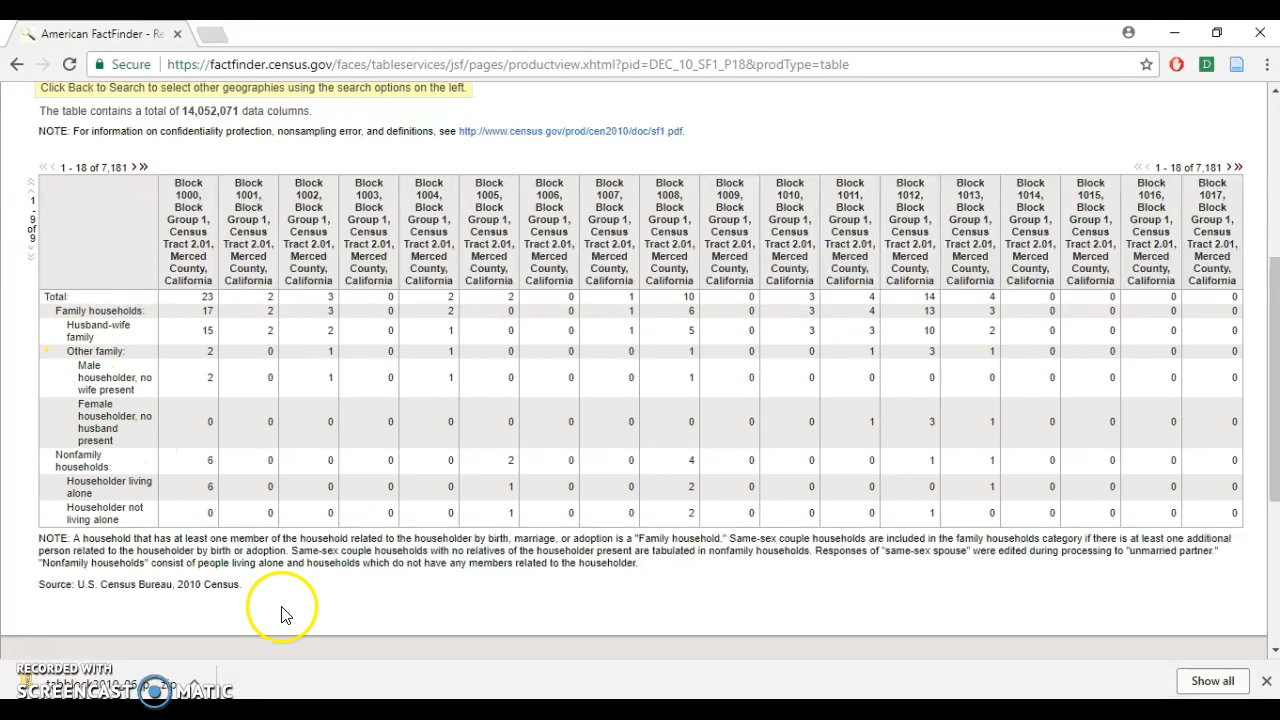 American FactFinder - Re
Secure https://factfinder.census.gov/faces/tableservices/jsf/pages/productview.xhtml?pid=DEC_10_SF1_P18&prodType=table
Click Back to Search to select other geographies using the search options on the left.
The table contains a total of 14,052,071 data columns.
NOTE: For information on confidentiality protection, nonsampling error, and definitions, see http://www.census.gov/prod/cen2010/doc/sf1.pdf.
1 - 18 of 7,181 1 - 18 of 7,181
1 - 9 of 9
Block 1000, Block Group 1, Census Tract 2.01, Merced County, California
Block 1001, Block Group 1, Census Tract 2.01, Merced County, California
Block 1002, Block Group 1, Census Tract 2.01, Merced County, California
Block 1003, Block Group 1, Census Tract 2.01, Merced County, California
Block 1004, Block Group 1, Census Tract 2.01, Merced County, California
Block 1005, Block Group 1, Census Tract 2.01, Merced County, California
Block 1006, Block Group 1, Census Tract 2.01, Merced County, California
Block 1007, Block Group 1, Census Tract 2.01, Merced County, California
Block 1008, Block Group 1, Census Tract 2.01, Merced County, California
Block 1009, Block Group 1, Census Tract 2.01, Merced County, California
Block 1010, Block Group 1, Census Tract 2.01, Merced County, California
Block 1011, Block Group 1, Census Tract 2.01, Merced County, California
Block 1012, Block Group 1, Census Tract 2.01, Merced County, California
Block 1013, Block Group 1, Census Tract 2.01, Merced County, California
Block 1014, Block Group 1, Census Tract 2.01, Merced County, California
Block 1015, Block Group 1, Census Tract 2.01, Merced County, California
Block 1016, Block Group 1, Census Tract 2.01, Merced County, California
Block 1017, Block Group 1, Census Tract 2.01, Merced County, California
Total: 23 2 3 0 2 2 0 1 10 0 3 4 14 4 0 0 0 0
Family households: 17 2 3 0 2 0 0 1 6 0 3 4 13 3 0 0 0 0
Husband-wife family 15 2 2 0 1 0 0 1 5 0 3 3 10 2 0 0 0 0
Other family: 2 0 1 0 1 0 0 0 1 0 0 1 3 1 0 0 0 0
Male householder, no wife present 2 0 1 0 1 0 0 0 1 0 0 0 0 0 0 0 0 0
Female householder, no husband present 0 0 0 0 0 0 0 0 0 0 0 1 3 1 0 0 0 0
Nonfamily households: 6 0 0 0 0 2 0 0 4 0 0 0 1 1 0 0 0 0
Householder living alone 6 0 0 0 0 1 0 0 2 0 0 0 0 1 0 0 0 0
Householder not living alone 0 0 0 0 0 1 0 0 2 0 0 0 1 0 0 0 0 0
NOTE: A household that has at least one member of the household related to the householder by birth, marriage, or adoption is a "Family household." Same-sex couple households are included in the family households category if there is at least one additional
person related to the householder by birth or adoption. Same-sex couple households with no relatives of the householder present are tabulated in nonfamily households. Responses of "same-sex spouse" were edited during processing to "unmarried partner."
"Nonfamily households" consist of people living alone and households which do not have any members related to the householder.
Source: U.S. Census Bureau, 2010 Census.
RECORDED WITH
SCREENCAST MATIC
Show all